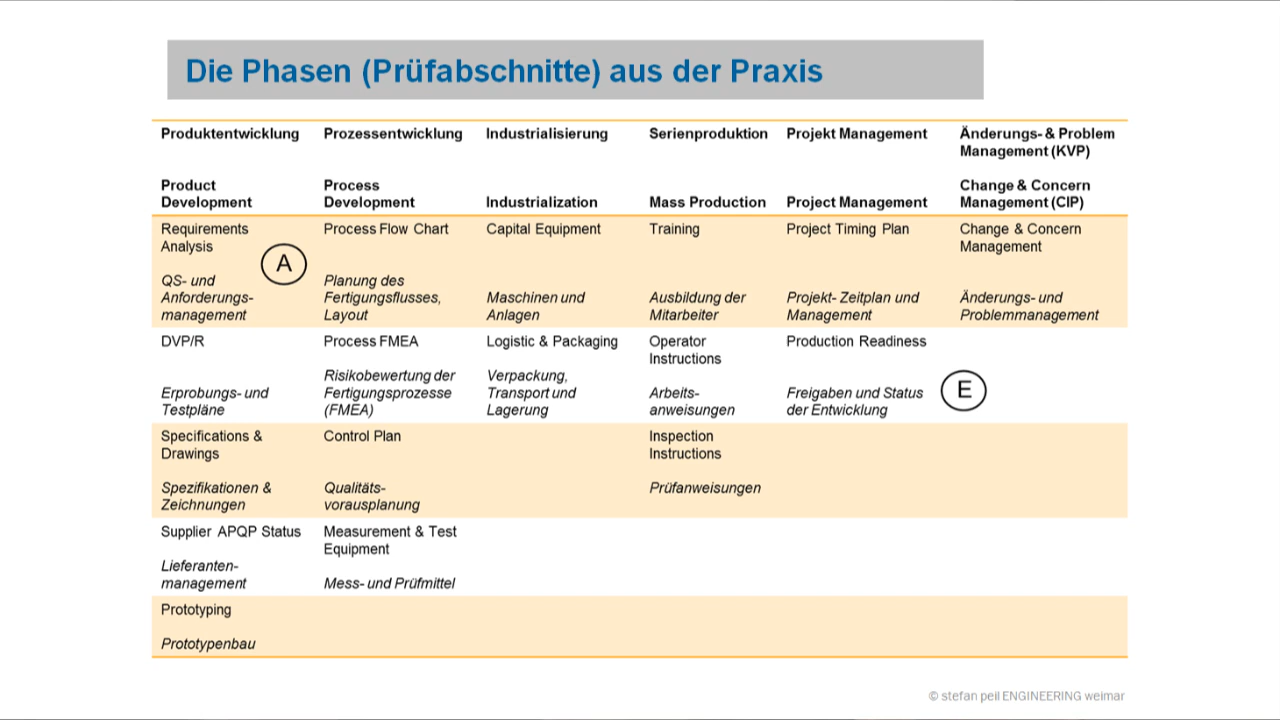 Die Phasen (Prüfabschnitte) aus der Praxis
Produktentwicklung Prozessentwicklung Industrialisierung Serienproduktion Projekt Management Änderungs- & Problem
Management (KVP)
Product Process Change & Concern
Development Development Industrialization Mass Production Project Management Management (CIP)
Requirements Process Flow Chart Capital Equipment Training Project Timing Plan Change & Concern
Analysis Management
A
QS- und Planung des
Anforderungs- Fertigungsflusses, Maschinen und Ausbildung der Projekt- Zeitplan und Änderungs- und
management Layout Anlagen Mitarbeiter Management Problemmanagement
DVP/R Process FMEA Logistic & Packaging Operator Production Readiness
Instructions
Risikobewertung der Verpackung,
Erprobungs- und Fertigungsprozesse Transport und Arbeits- Freigaben und Status E
Testpläne (FMEA) Lagerung anweisungen der Entwicklung
Specifications & Control Plan Inspection
Drawings Instructions
Spezifikationen & Qualitäts- Prüfanweisungen
Zeichnungen vorausplanung
Supplier APQP Status Measurement & Test
Equipment
Lieferanten-
management Mess- und Prüfmittel
Prototyping
Prototypenbau
© stefan peil ENGINEERING weimar